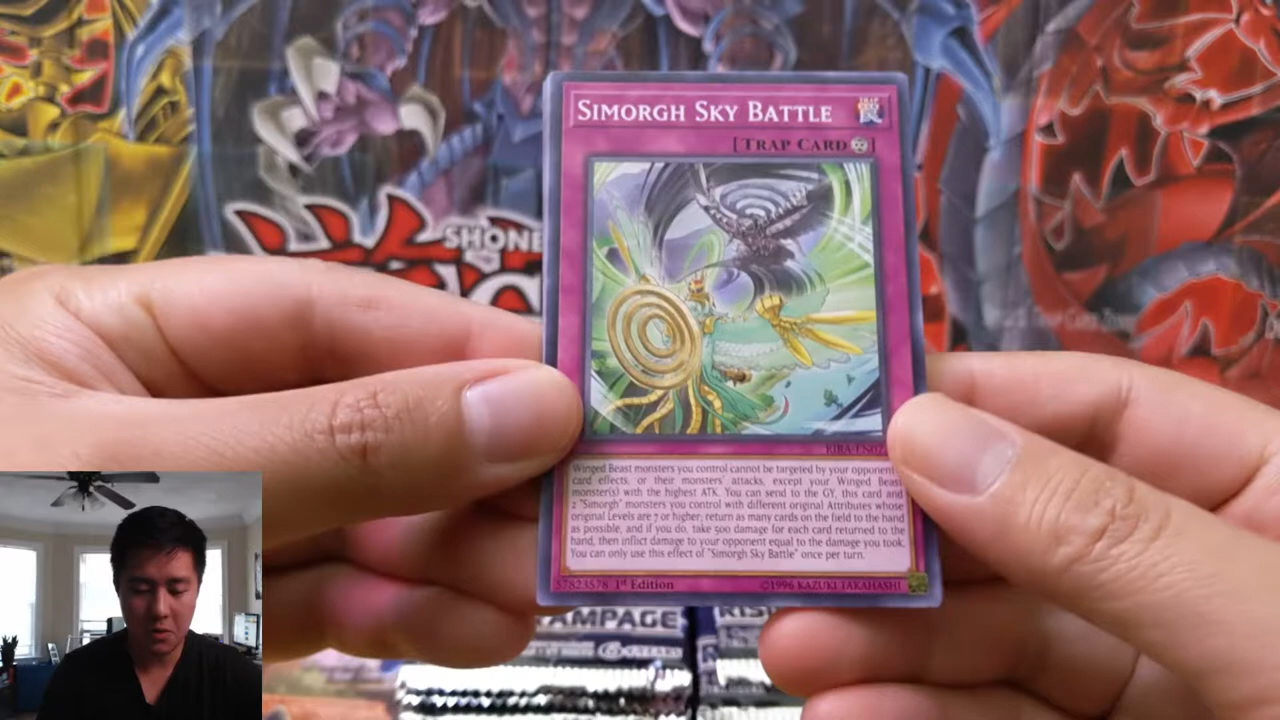 SIMORGH SKY BATTLE
[TRAP CARD]
SHONE
Winged Beast monsters you control cannot be targeted by your opponent
card effects, or their monsters' attacks, except your Winged Beast
monster(s) with the highest ATK. You can send to the GY, this card and
2 "Simorgh" monsters you control with different original Attributes whose
original Levels are 7 or higher; return as many cards on the field to the hand
as possible, and if you do, take 500 damage for each card returned to the
hand, then inflict damage to your opponent equal to the damage you took.
You can only use this effect of "Simorgh Sky Battle" once per turn.
57823578 1st Edition
©1996 KAZUKI TAKAHASHI
AMPAGE
RIS